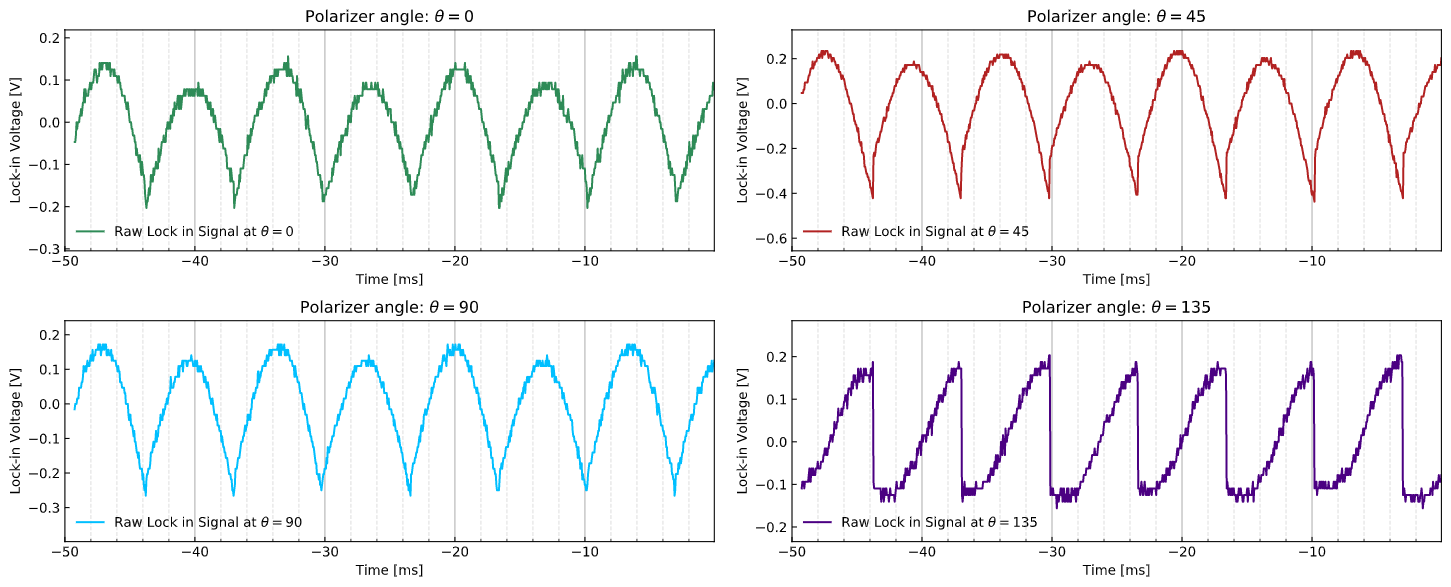 Polarizer angle: θ = 0
Lock-in Voltage [V]
0.2
0.1
0.0
−0.1
−0.2
−0.3
Raw Lock in Signal at θ = 0
−50 −40 −30 −20 −10
Time [ms]
Polarizer angle: θ = 45
Lock-in Voltage [V]
0.2
0.0
−0.2
−0.4
−0.6
Raw Lock in Signal at θ = 45
−50 −40 −30 −20 −10
Time [ms]
Polarizer angle: θ = 90
Lock-in Voltage [V]
0.2
0.1
0.0
−0.1
−0.2
−0.3
Raw Lock in Signal at θ = 90
−50 −40 −30 −20 −10
Time [ms]
Polarizer angle: θ = 135
Lock-in Voltage [V]
0.2
0.1
0.0
−0.1
−0.2
Raw Lock in Signal at θ = 135
−50 −40 −30 −20 −10
Time [ms]